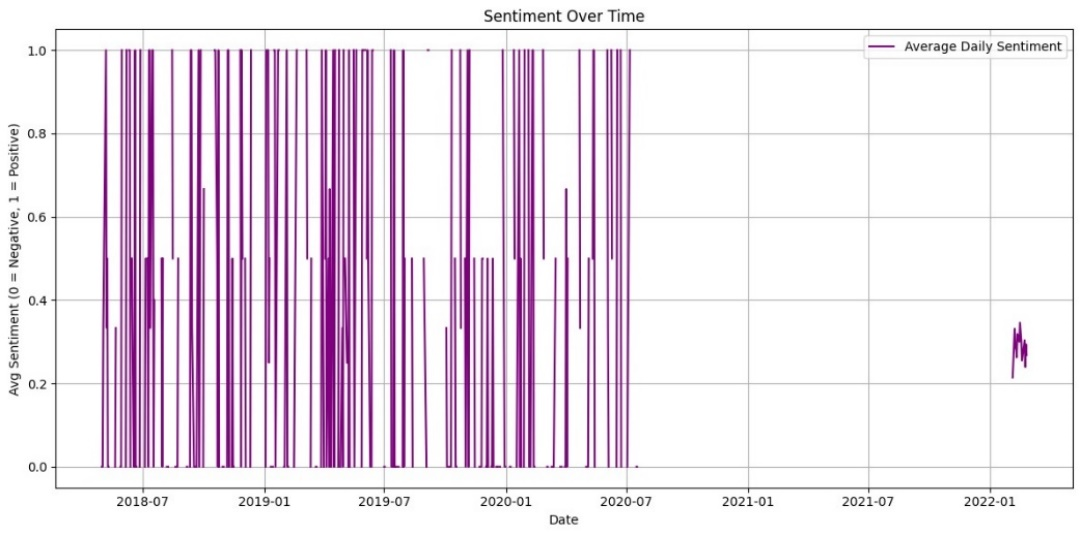 Sentiment Over Time
Average Daily Sentiment
Avg Sentiment (0 = Negative, 1 = Positive)
1.0
0.8
0.6
0.4
0.2
0.0
2018-07 2019-01 2019-07 2020-01 2020-07 2021-01 2021-07 2022-01
Date